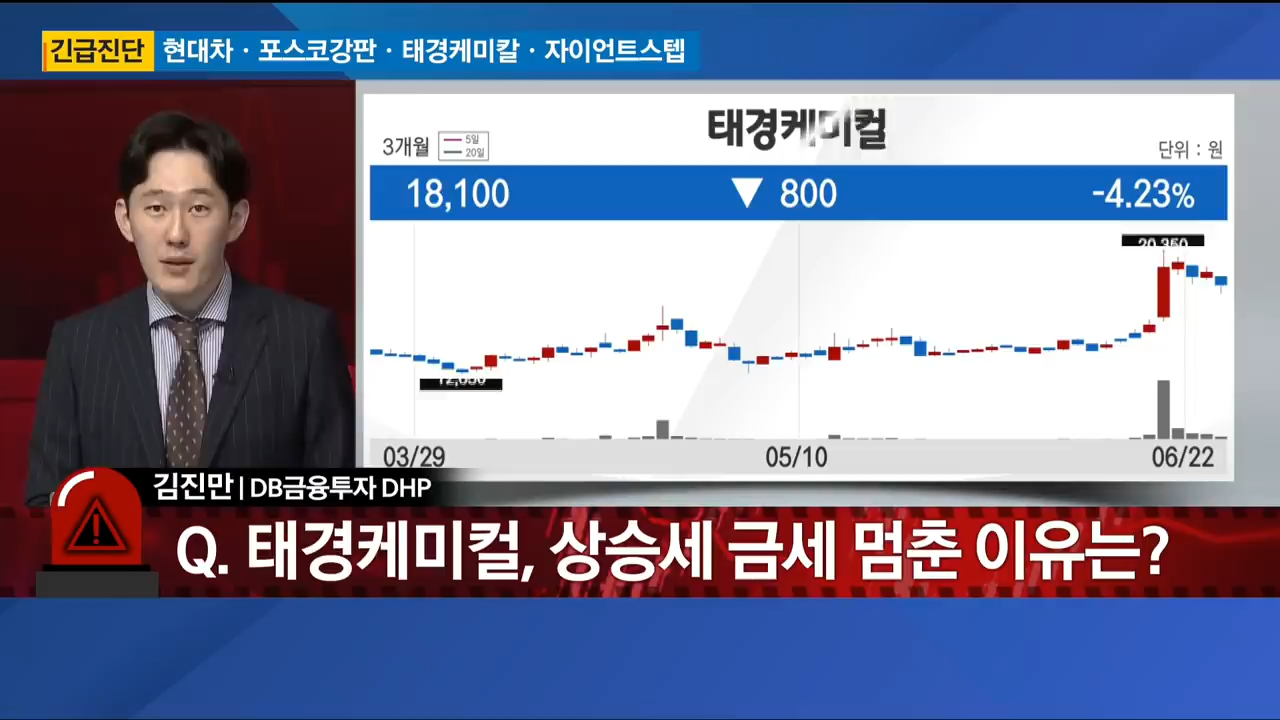 긴급진단 현대차 · 포스코강판 · 태경케미칼 · 자이언트스텝
태경케미컬
3개월
5일
20일
단위 : 원
18,100 ▼ 800 -4.23%
20,350
12,650
03/29 05/10 06/22
김진만 | DB금융투자 DHP
Q. 태경케미컬, 상승세 금세 멈춘 이유는?